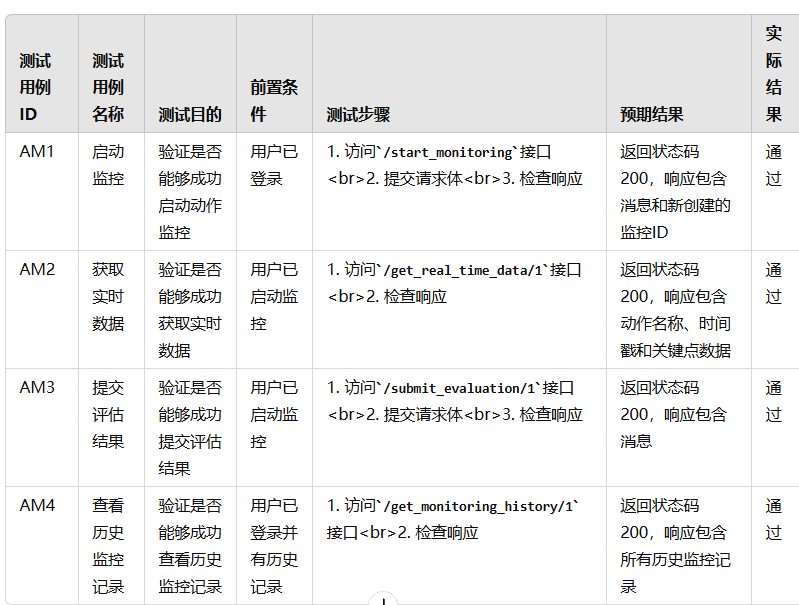 测试用例ID 测试用例名称 测试目的 前置条件 测试步骤 预期结果 实际结果
AM1 启动监控 验证是否能够成功启动动作监控 用户已登录 1. 访问`/start_monitoring`接口<br>2. 提交请求体<br>3. 检查响应 返回状态码200，响应包含消息和新创建的监控ID 通过
AM2 获取实时数据 验证是否能够成功获取实时数据 用户已启动监控 1. 访问`/get_real_time_data/1`接口<br>2. 检查响应 返回状态码200，响应包含动作名称、时间戳和关键点数据 通过
AM3 提交评估结果 验证是否能够成功提交评估结果 用户已启动监控 1. 访问`/submit_evaluation/1`接口<br>2. 提交请求体<br>3. 检查响应 返回状态码200，响应包含消息 通过
AM4 查看历史监控记录 验证是否能够成功查看历史监控记录 用户已登录并有历史记录 1. 访问`/get_monitoring_history/1`接口<br>2. 检查响应 返回状态码200，响应包含所有历史监控记录 通过